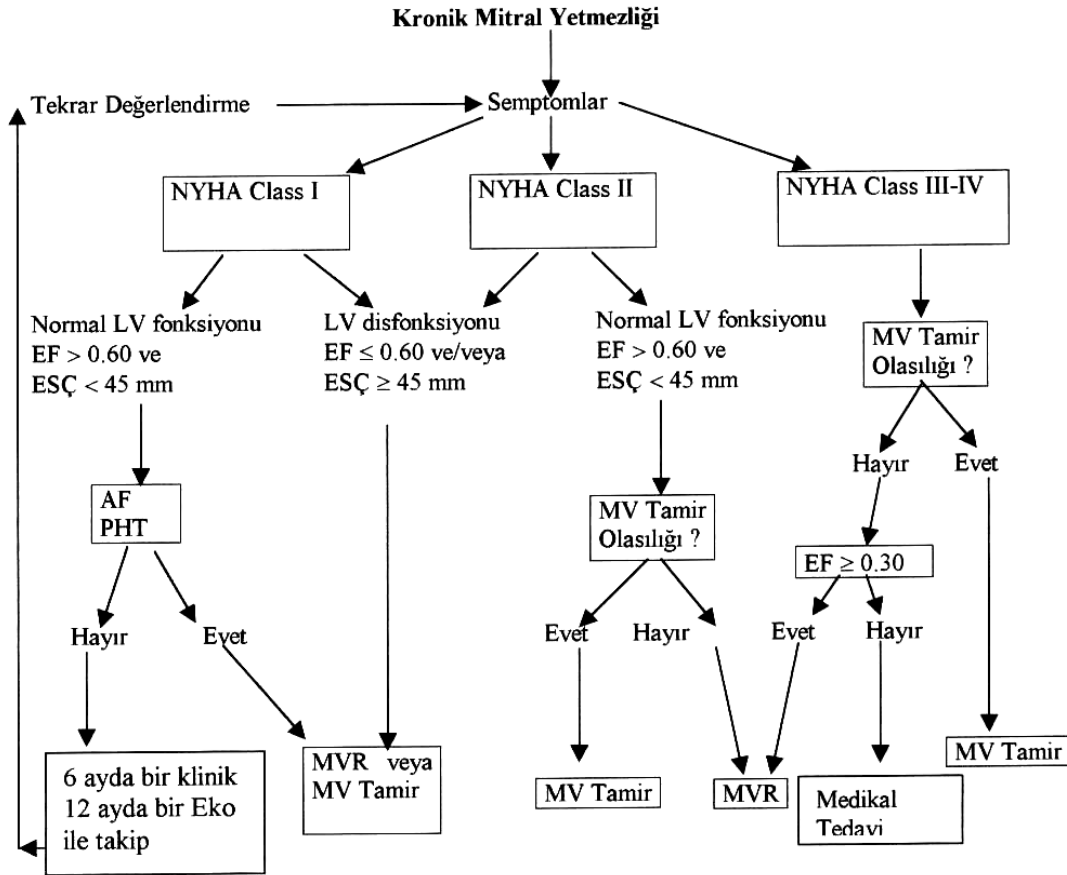 Kronik Mitral Yetmezliği
Tekrar Değerlendirme
Semptomlar
NYHA Class I
NYHA Class II
NYHA Class III-IV
Normal LV fonksiyonu
EF > 0.60 ve
ESÇ < 45 mm
LV disfonksiyonu
EF ≤ 0.60 ve/veya
ESÇ ≥ 45 mm
Normal LV fonksiyonu
EF > 0.60 ve
ESÇ < 45 mm
MV Tamir
Olasılığı ?
Hayır
Evet
AF
PHT
MV Tamir
Olasılığı ?
EF ≥ 0.30
Hayır
Evet
Evet
Hayır
Evet
Hayır
6 ayda bir klinik
12 ayda bir Eko
ile takip
MVR veya
MV Tamir
MV Tamir
MVR
Medikal
Tedavi
MV Tamir